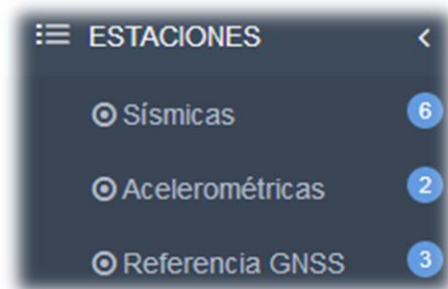 ESTACIONES
Sísmicas 6
Acelerométricas 2
Referencia GNSS 3